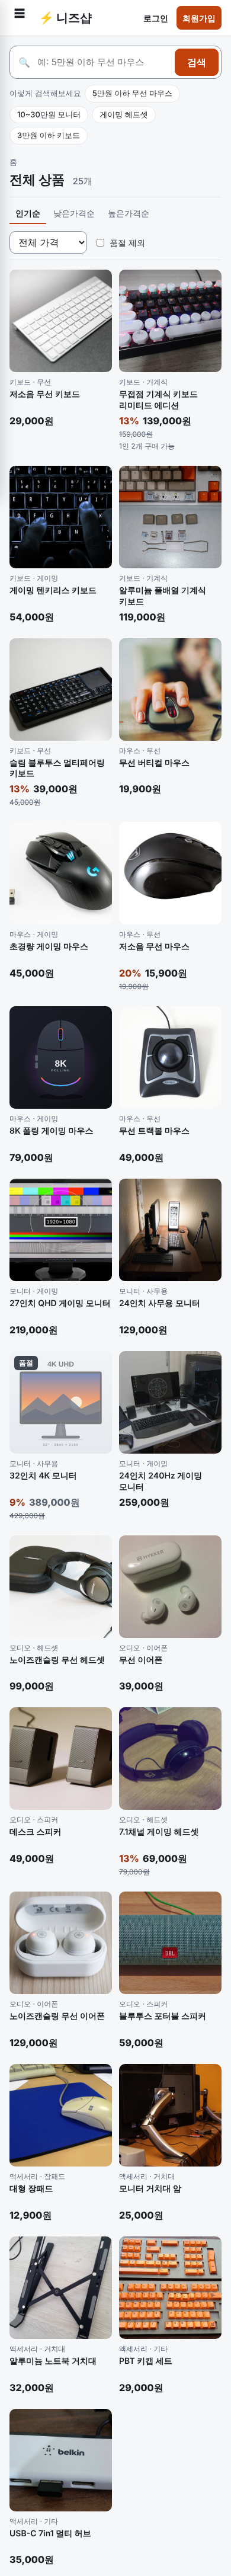 ⚡ 니즈샵
로그인
회원가입
예: 5만원 이하 무선 마우스
검색
이렇게 검색해보세요
5만원 이하 무선 마우스
10~30만원 모니터
게이밍 헤드셋
3만원 이하 키보드
홈
전체 상품 25개
인기순 낮은가격순 높은가격순
전체 가격
품절 제외
키보드 · 무선
저소음 무선 키보드
29,000원
키보드 · 기계식
무접점 기계식 키보드
리미티드 에디션
13% 139,000원
159,000원
1인 2개 구매 가능
키보드 · 게이밍
게이밍 텐키리스 키보드
54,000원
키보드 · 기계식
알루미늄 풀배열 기계식
키보드
119,000원
키보드 · 무선
슬림 블루투스 멀티페어링
키보드
13% 39,000원
45,000원
마우스 · 무선
무선 버티컬 마우스
19,900원
마우스 · 게이밍
초경량 게이밍 마우스
45,000원
마우스 · 무선
저소음 무선 마우스
20% 15,900원
19,900원
8K
POLLING
마우스 · 게이밍
8K 폴링 게이밍 마우스
79,000원
마우스 · 무선
무선 트랙볼 마우스
49,000원
1920×1080
모니터 · 게이밍
27인치 QHD 게이밍 모니터
219,000원
모니터 · 사무용
24인치 사무용 모니터
129,000원
품절
4K UHD
모니터 · 사무용
32인치 4K 모니터
9% 389,000원
429,000원
모니터 · 게이밍
24인치 240Hz 게이밍
모니터
259,000원
오디오 · 헤드셋
노이즈캔슬링 무선 헤드셋
99,000원
오디오 · 이어폰
무선 이어폰
39,000원
오디오 · 스피커
데스크 스피커
49,000원
오디오 · 헤드셋
7.1채널 게이밍 헤드셋
13% 69,000원
79,000원
오디오 · 이어폰
노이즈캔슬링 무선 이어폰
129,000원
JBL
오디오 · 스피커
블루투스 포터블 스피커
59,000원
액세서리 · 장패드
대형 장패드
12,900원
액세서리 · 거치대
모니터 거치대 암
25,000원
액세서리 · 거치대
알루미늄 노트북 거치대
32,000원
액세서리 · 기타
PBT 키캡 세트
29,000원
belkin
액세서리 · 기타
USB-C 7in1 멀티 허브
35,000원